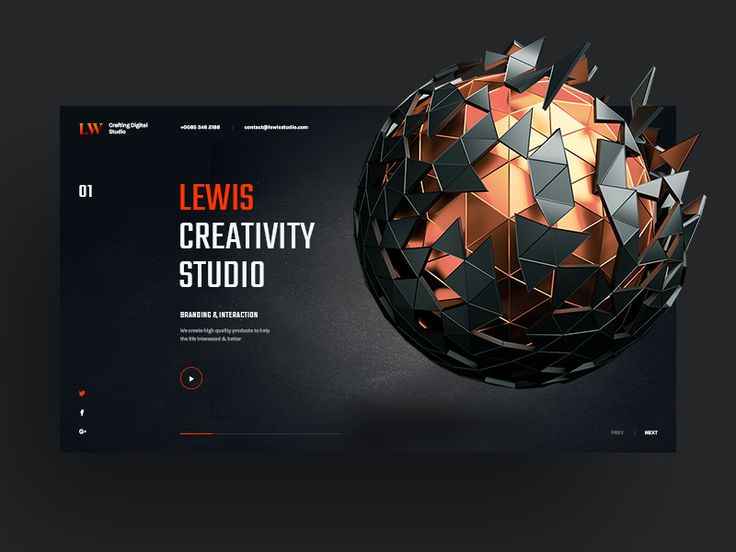 LW
Crafting Digital
Studio
+0085 346 2188
contact@lewisstudio.com
01
LEWIS
CREATIVITY
STUDIO
BRANDING & INTERACTION
We create high quality products to help
the life
& better
PREV
NEXT